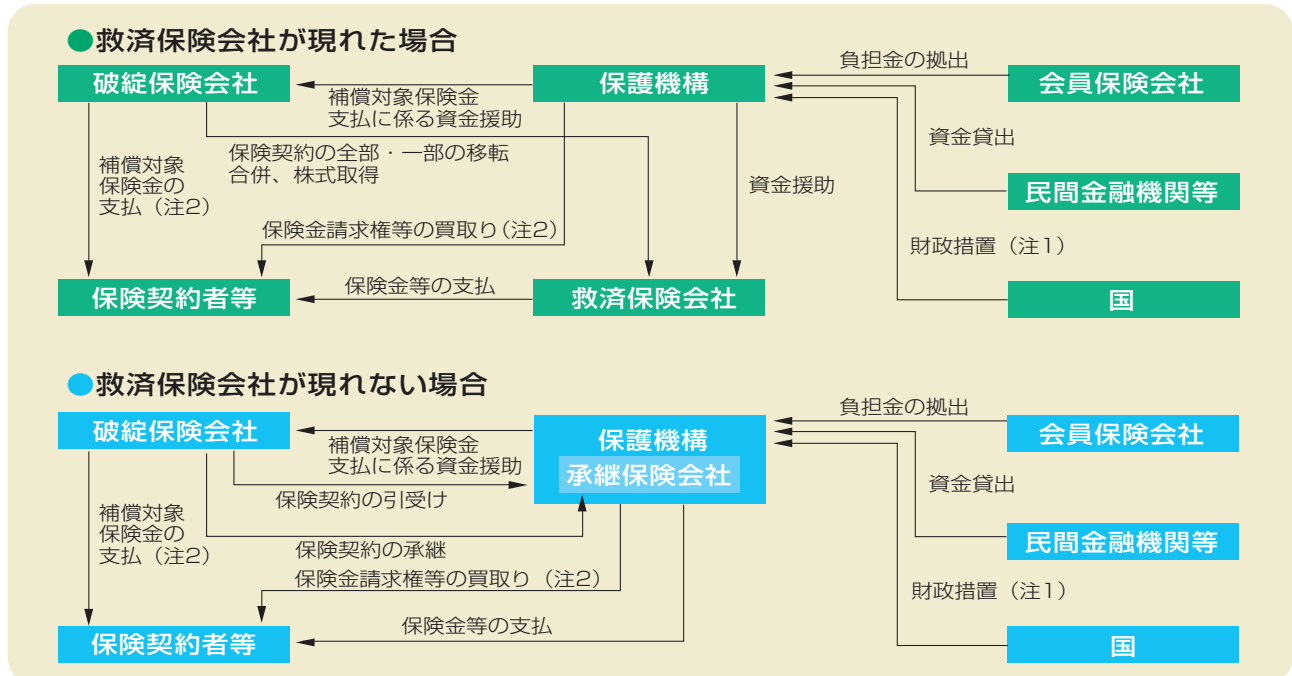 ●救済保険会社が現れた場合
破綻保険会社
保護機構
会員保険会社
負担金の拠出
補償対象保険金
支払に係る資金援助
資金貸出
保険契約の全部・一部の移転
合併、株式取得
補償対象
保険金の
支払（注2）
資金援助
民間金融機関等
保険金請求権等の買取り（注2）
財政措置（注1）
保険契約者等
保険金等の支払
救済保険会社
国
●救済保険会社が現れない場合
破綻保険会社
保護機構
承継保険会社
会員保険会社
負担金の拠出
補償対象保険金
支払に係る資金援助
資金貸出
保険契約の引受け
補償対象
保険金の
支払（注2）
保険契約の承継
民間金融機関等
保険金請求権等の買取り（注2）
財政措置（注1）
保険契約者等
保険金等の支払
国